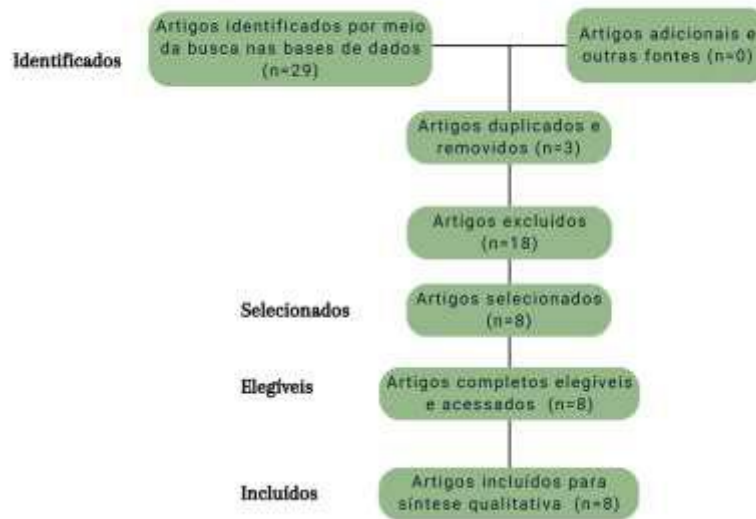 Artigos identificados por meio
da busca nas bases de dados
(n=29)
Artigos adicionais e
outras fontes (n=0)
Identificados
Artigos duplicados e
removidos (n=3)
Artigos excluídos
(n=18)
Selecionados
Artigos selecionados
(n=8)
Elegíveis
Artigos completos elegíveis
e acessados (n=8)
Incluídos
Artigos incluídos para
síntese qualitativa (n=8)